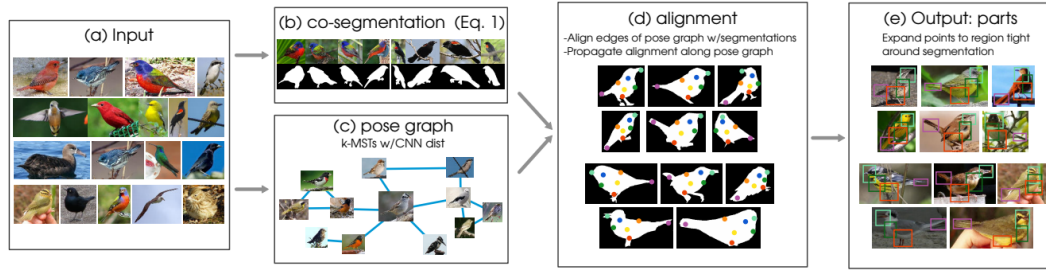 (a) Input
(b) co-segmentation (Eq. 1)
(c) pose graph
k-MSTs w/CNN dist
(d) alignment
-Align edges of pose graph w/segmentations
-Propagate alignment along pose graph
(e) Output: parts
Expand points to region tight
around segmentation